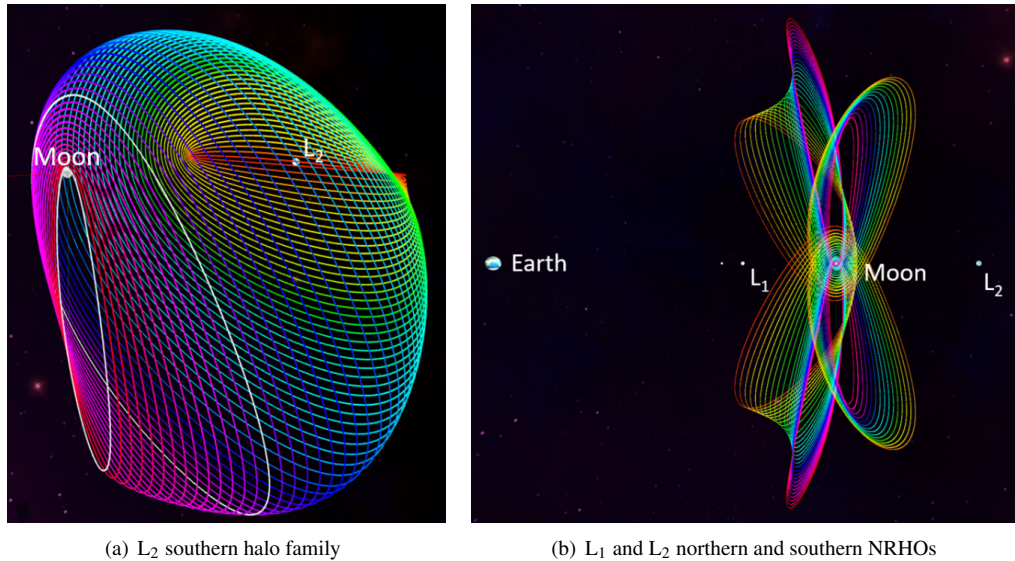 Moon
L₂
Earth
L₁
Moon
L₂
(a) L₂ southern halo family
(b) L₁ and L₂ northern and southern NRHOs